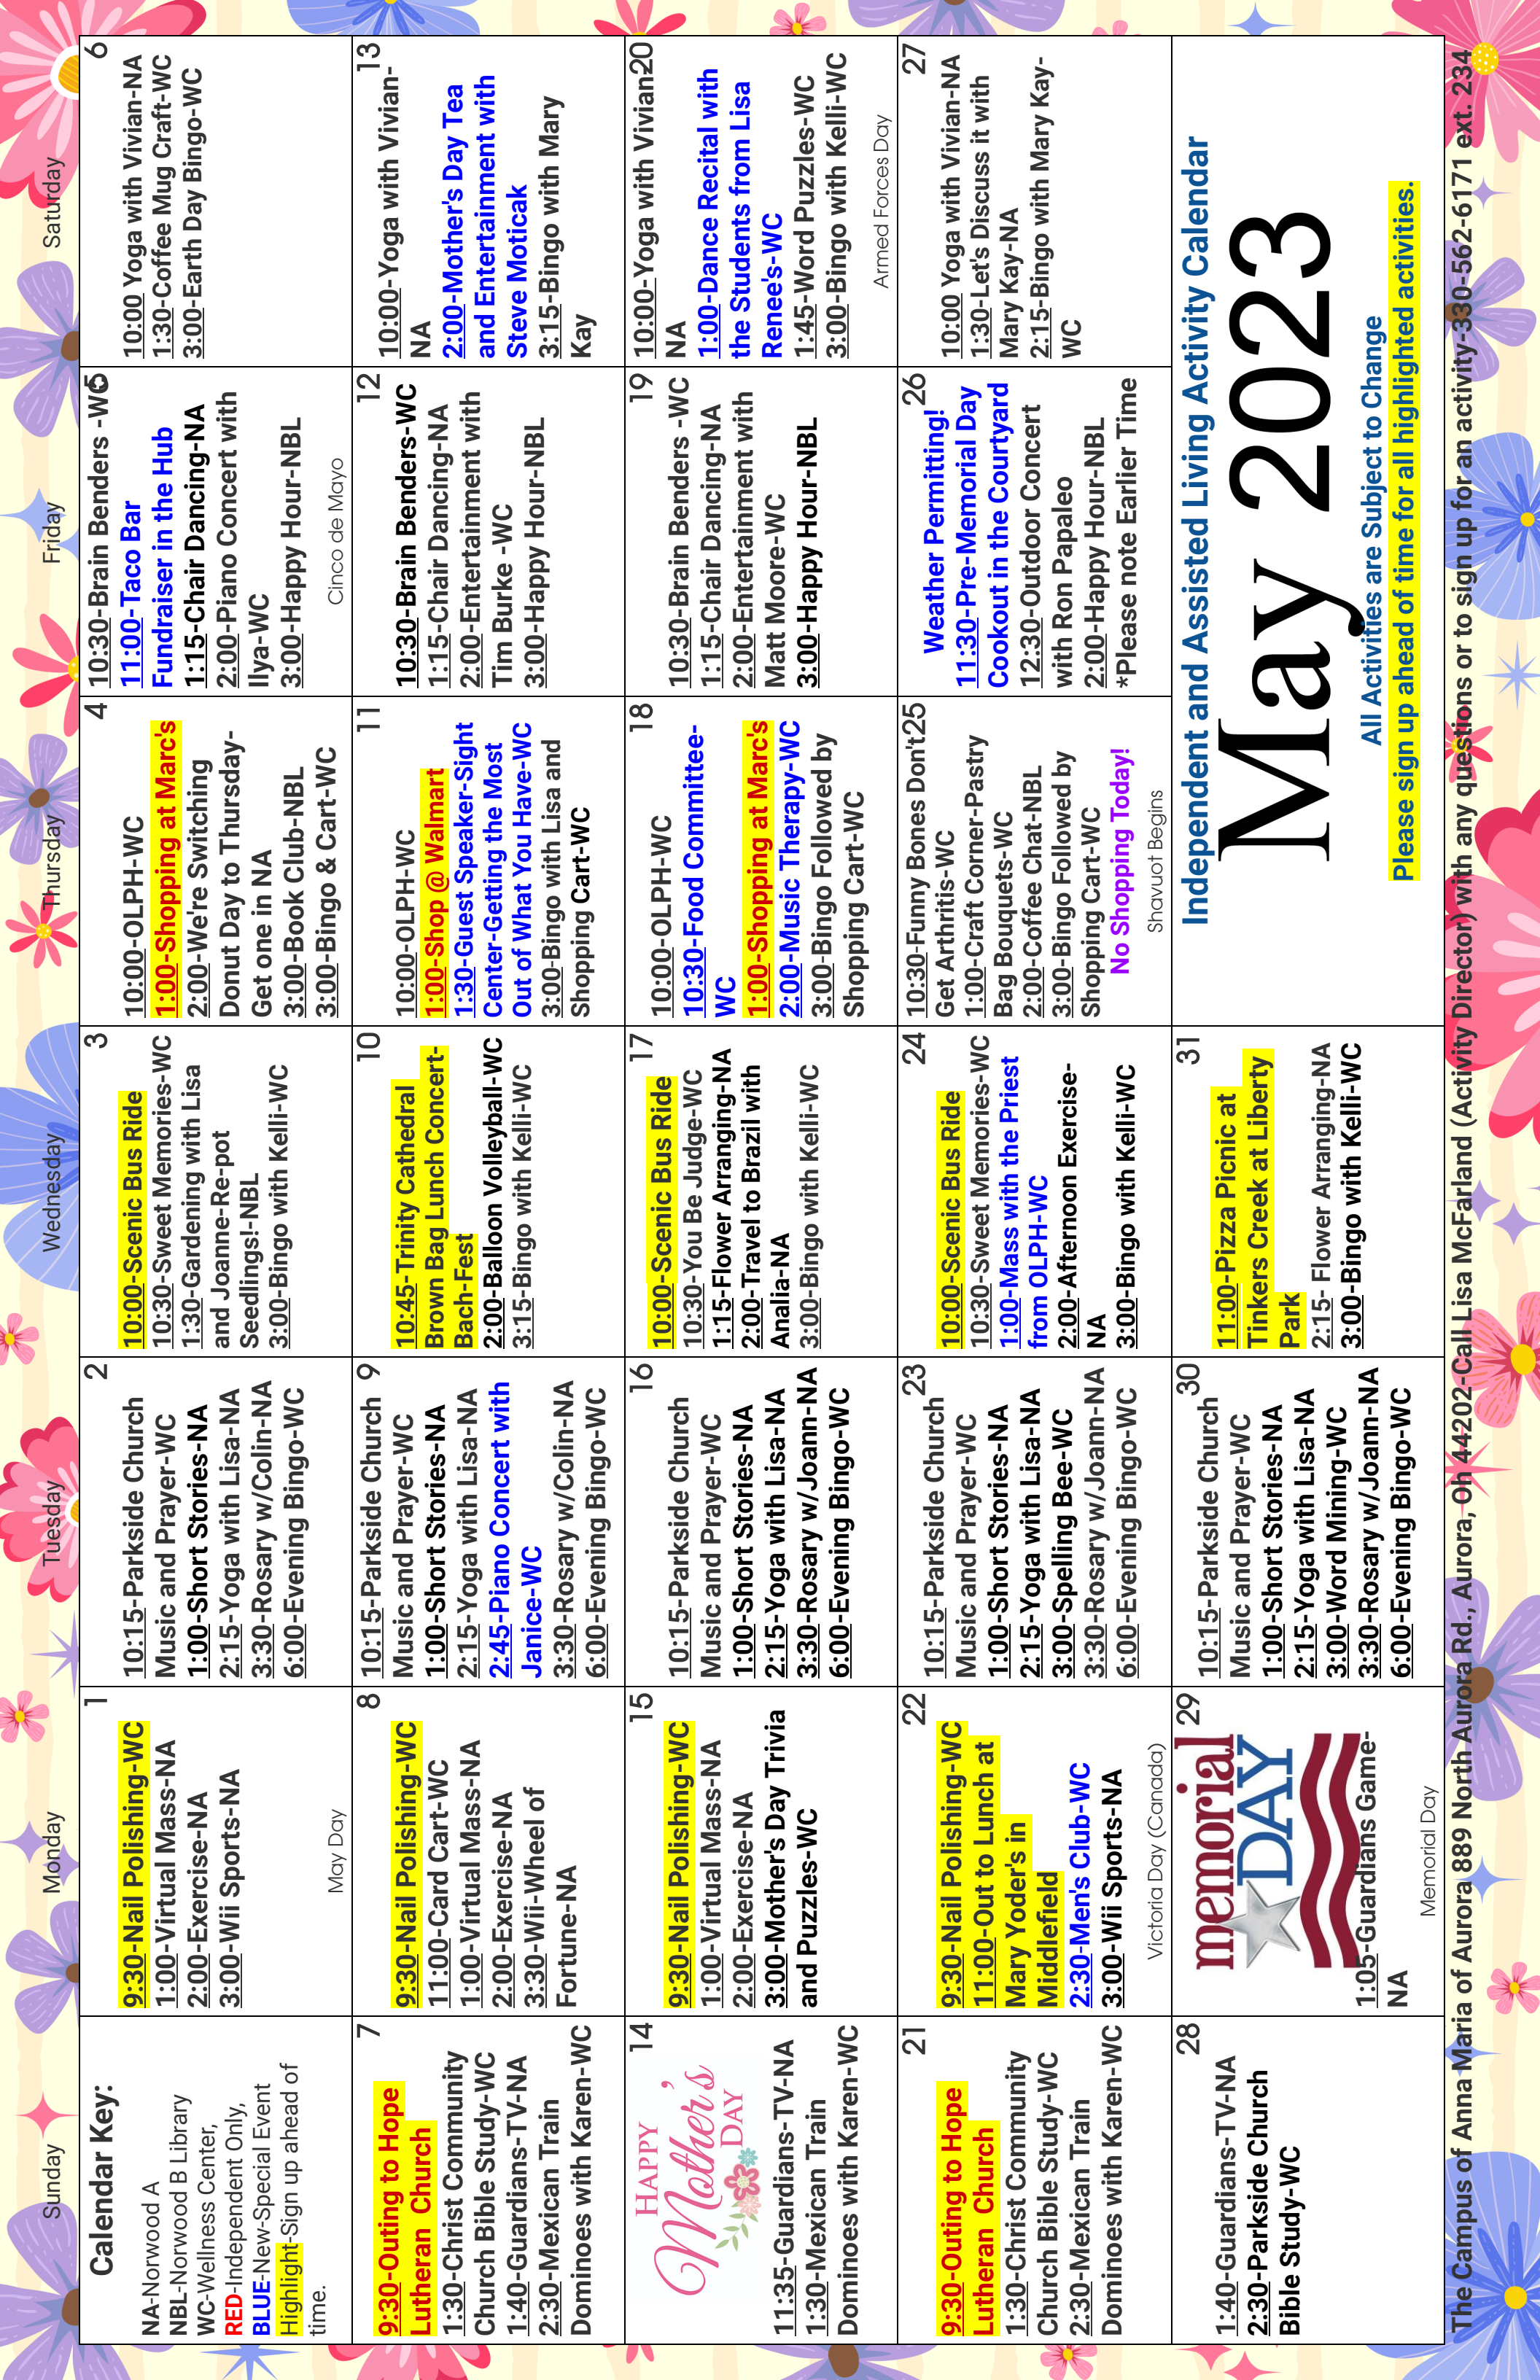 Sunday
Monday
Tuesday
Wednesday
Thursday
Friday
Saturday
Calendar Key:
NA-Norwood A
NBL-Norwood B Library
WC-Wellness Center,
RED-Independent Only,
BLUE-New-Special Event
Highlight-Sign up ahead of
time.
1
9:30-Nail Polishing-WC
1:00-Virtual Mass-NA
2:00-Exercise-NA
3:00-Wii Sports-NA
May Day
2
10:15-Parkside Church
Music and Prayer-WC
1:00-Short Stories-NA
2:15-Yoga with Lisa-NA
3:30-Rosary w/Colin-NA
6:00-Evening Bingo-WC
3
10:00-Scenic Bus Ride
10:30-Sweet Memories-WC
1:30-Gardening with Lisa
and Joanne-Re-pot
Seedlings!-NBL
3:00-Bingo with Kelli-WC
4
10:00-OLPH-WC
1:00-Shopping at Marc's
2:00-We're Switching
Donut Day to Thursday-
Get one in NA
3:00-Book Club-NBL
3:00-Bingo & Cart-WC
5
10:30-Brain Benders -WC
11:00-Taco Bar
Fundraiser in the Hub
1:15-Chair Dancing-NA
2:00-Piano Concert with
Ilya-WC
3:00-Happy Hour-NBL
Cinco de Mayo
6
10:00 Yoga with Vivian-NA
1:30-Coffee Mug Craft-WC
3:00-Earth Day Bingo-WC
7
9:30-Outing to Hope
Lutheran Church
1:30-Christ Community
Church Bible Study-WC
1:40-Guardians-TV-NA
2:30-Mexican Train
Dominoes with Karen-WC
8
9:30-Nail Polishing-WC
11:00-Card Cart-WC
1:00-Virtual Mass-NA
2:00-Exercise-NA
3:30-Wii-Wheel of
Fortune-NA
9
10:15-Parkside Church
Music and Prayer-WC
1:00-Short Stories-NA
2:15-Yoga with Lisa-NA
2:45-Piano Concert with
Janice-WC
3:30-Rosary w/Colin-NA
6:00-Evening Bingo-WC
10
10:45-Trinity Cathedral
Brown Bag Lunch Concert-
Bach-Fest
2:00-Balloon Volleyball-WC
3:15-Bingo with Kelli-WC
11
10:00-OLPH-WC
1:00-Shop @ Walmart
1:30-Guest Speaker-Sight
Center-Getting the Most
Out of What You Have-WC
3:00-Bingo with Lisa and
Shopping Cart-WC
12
10:30-Brain Benders-WC
1:15-Chair Dancing-NA
2:00-Entertainment with
Tim Burke -WC
3:00-Happy Hour-NBL
13
10:00-Yoga with Vivian-
NA
2:00-Mother's Day Tea
and Entertainment with
Steve Moticak
3:15-Bingo with Mary
Kay
14
HAPPY
Mother's
DAY
11:35-Guardians-TV-NA
1:30-Mexican Train
Dominoes with Karen-WC
15
9:30-Nail Polishing-WC
1:00-Virtual Mass-NA
2:00-Exercise-NA
3:00-Mother's Day Trivia
and Puzzles-WC
16
10:15-Parkside Church
Music and Prayer-WC
1:00-Short Stories-NA
2:15-Yoga with Lisa-NA
3:30-Rosary w/Joann-NA
6:00-Evening Bingo-WC
17
10:00-Scenic Bus Ride
10:30-You Be Judge-WC
1:15-Flower Arranging-NA
2:00-Travel to Brazil with
Analia-NA
3:00-Bingo with Kelli-WC
18
10:00-OLPH-WC
10:30-Food Committee-
WC
1:00-Shopping at Marc's
2:00-Music Therapy-WC
3:00-Bingo Followed by
Shopping Cart-WC
19
10:30-Brain Benders -WC
1:15-Chair Dancing-NA
2:00-Entertainment with
Matt Moore-WC
3:00-Happy Hour-NBL
20
10:00-Yoga with Vivian-
NA
1:00-Dance Recital with
the Students from Lisa
Renee's-WC
1:45-Word Puzzles-WC
3:00-Bingo with Kelli-WC
Armed Forces Day
21
9:30-Outing to Hope
Lutheran Church
1:30-Christ Community
Church Bible Study-WC
2:30-Mexican Train
Dominoes with Karen-WC
22
9:30-Nail Polishing-WC
11:00-Out to Lunch at
Mary Yoder's in
Middlefield
2:30-Men's Club-WC
3:00-Wii Sports-NA
Victoria Day (Canada)
23
10:15-Parkside Church
Music and Prayer-WC
1:00-Short Stories-NA
2:15-Yoga with Lisa-NA
3:00-Spelling Bee-WC
3:30-Rosary w/Joann-NA
6:00-Evening Bingo-WC
24
10:00-Scenic Bus Ride
10:30-Sweet Memories-WC
1:00-Mass with the Priest
from OLPH-WC
2:00-Afternoon Exercise-
NA
3:00-Bingo with Kelli-WC
25
10:30-Funny Bones Don't
Get Arthritis-WC
1:00-Craft Corner-Pastry
Bag Bouquets-WC
2:00-Coffee Chat-NBL
3:00-Bingo Followed by
Shopping Cart-WC
No Shopping Today!
Shavuot Begins
26
Weather Permitting!
11:30-Pre-Memorial Day
Cookout in the Courtyard
12:30-Outdoor Concert
with Ron Papaleo
2:00-Happy Hour-NBL
*Please note Earlier Time
27
10:00 Yoga with Vivian-NA
1:30-Let's Discuss it with
Mary Kay-NA
2:15-Bingo with Mary Kay-
WC
28
1:40-Guardians-TV-NA
2:30-Parkside Church
Bible Study-WC
29
memorial
DAY
1:05-Guardians Game-
NA
Memorial Day
30
10:15-Parkside Church
Music and Prayer-WC
1:00-Short Stories-NA
2:15-Yoga with Lisa-NA
3:00-Word Mining-WC
3:30-Rosary w/Joann-NA
6:00-Evening Bingo-WC
31
11:00-Pizza Picnic at
Tinkers Creek at Liberty
Park
2:15- Flower Arranging-NA
3:00-Bingo with Kelli-WC
Independent and Assisted Living Activity Calendar
May 2023
All Activities are Subject to Change
Please sign up ahead of time for all highlighted activities.
The Campus of Anna Maria of Aurora 889 North Aurora Rd., Aurora, Oh 44202-Call Lisa McFarland (Activity Director) with any questions or to sign up for an activity-330-562-6171 ext. 234